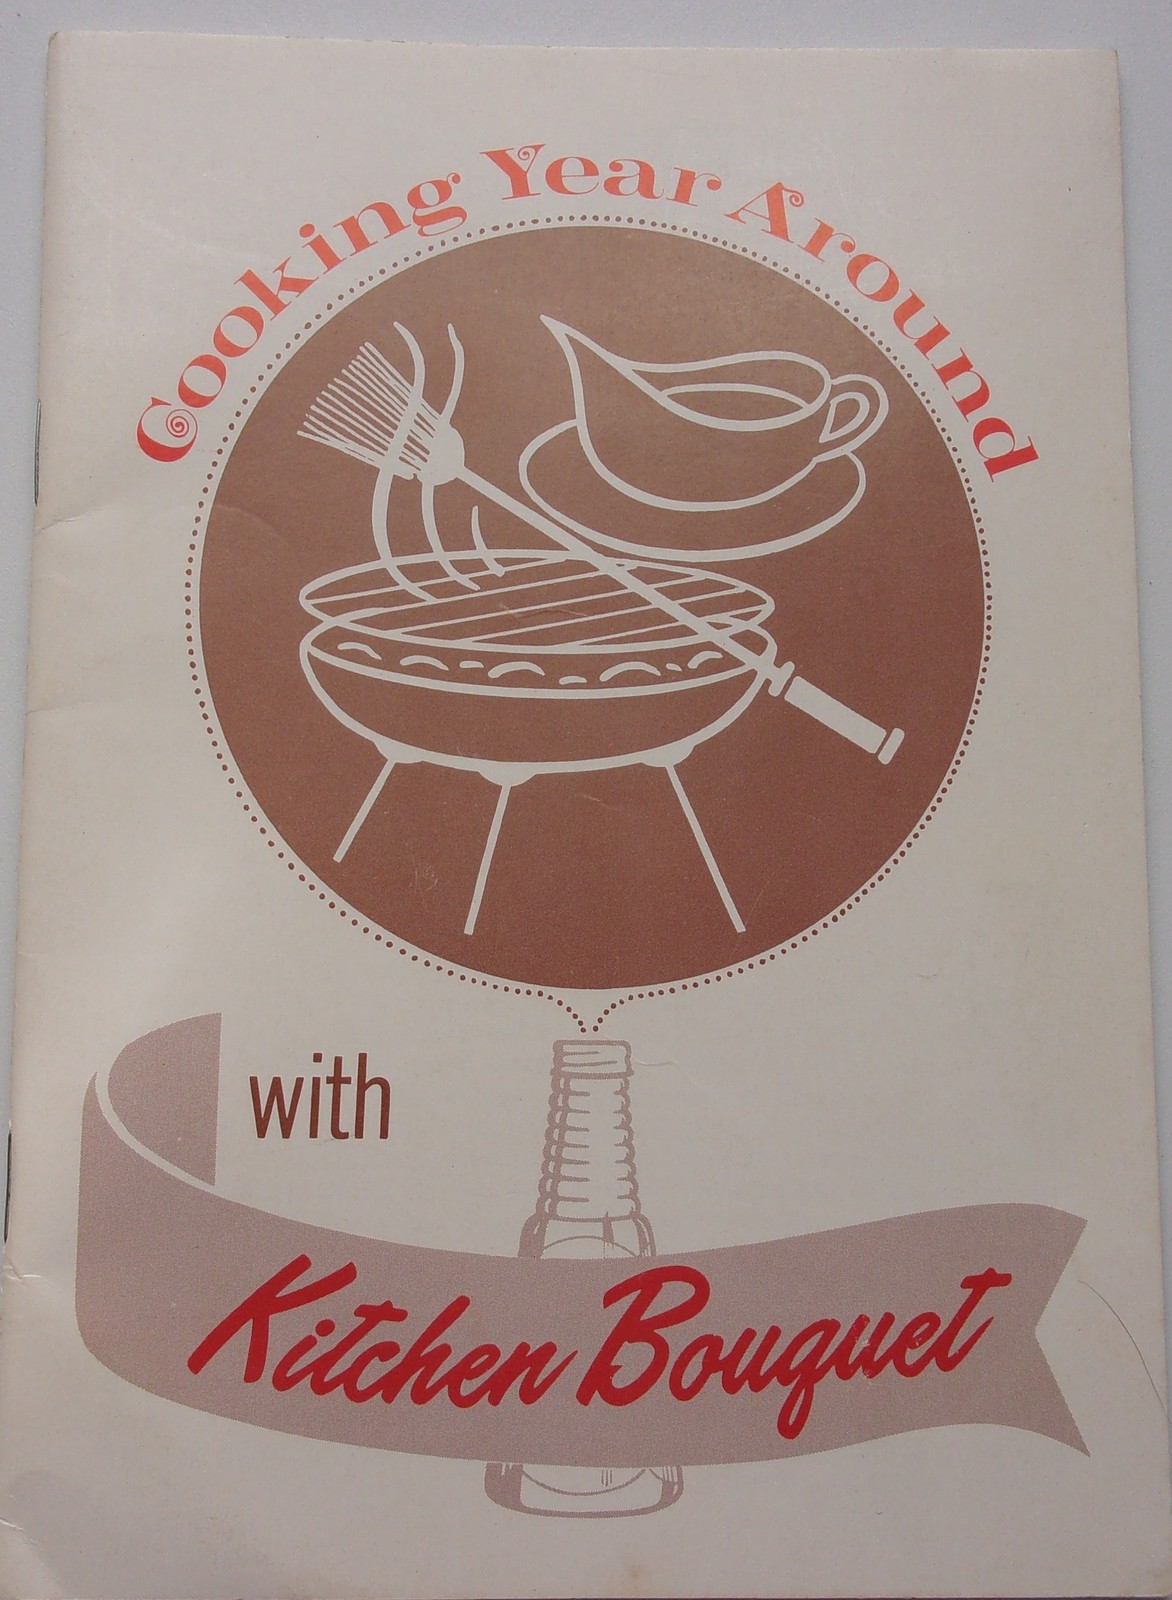 Cooking Year Around
with
Kitchen Bouquet